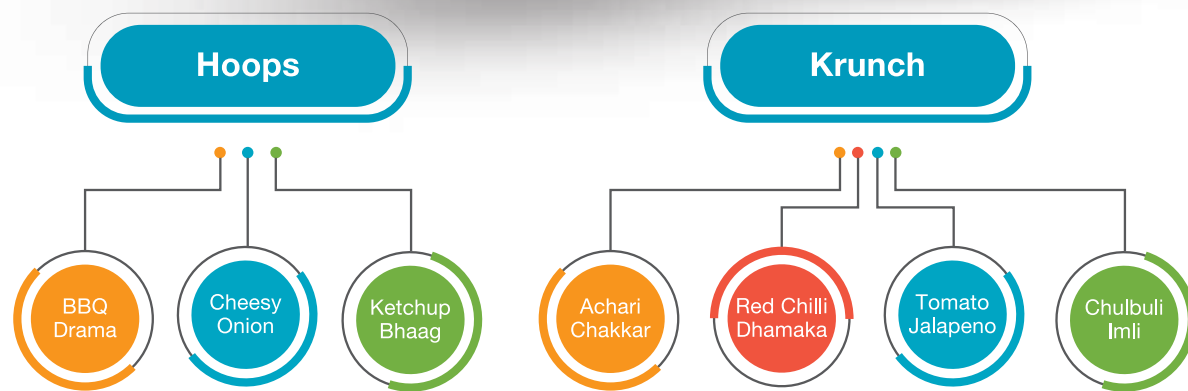 Hoops
Krunch
BBQ
Drama
Cheesy
Onion
Ketchup
Bhaag
Achari
Chakkar
Red Chilli
Dhamaka
Tomato
Jalapeno
Chulbuli
Imli